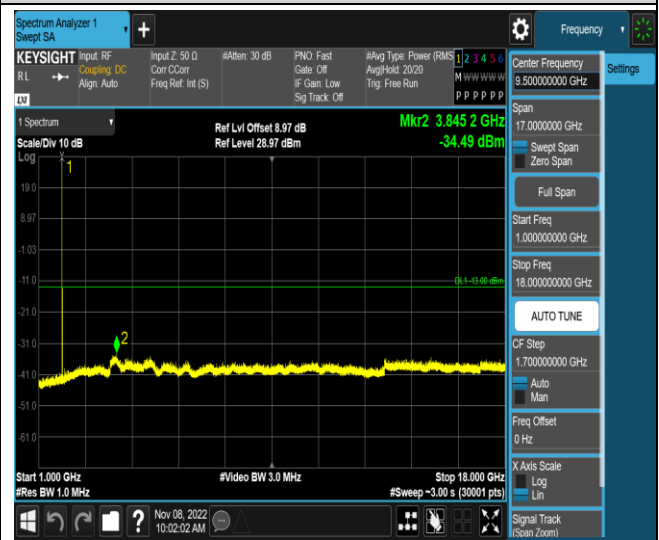 Spectrum Analyzer 1
Swept SA
+
Frequency
KEYSIGHT
RL
LXI
Input: RF
Coupling: DC
Align: Auto
Input Z: 50 Ω
Corr CCorr
Freq Ref: Int (S)
#Atten: 30 dB
PNO: Fast
Gate: Off
IF Gain: Low
Sig Track: Off
#Avg Type: Power (RMS
Avg|Hold: 20/20
Trig: Free Run
1 2 3 4 5 6
M W W W W W
P P P P P P
Center Frequency
9.500000000 GHz
Settings
1 Spectrum
Scale/Div 10 dB
Ref Lvl Offset 8.97 dB
Ref Level 28.97 dBm
Mkr2 3.845 2 GHz
-34.49 dBm
Span
17.0000000 GHz
Swept Span
Zero Span
Full Span
Start Freq
1.000000000 GHz
Stop Freq
18.000000000 GHz
AUTO TUNE
CF Step
1.700000000 GHz
Auto
Man
Freq Offset
0 Hz
X Axis Scale
Log
Lin
Signal Track
(Span Zoom)
Log
1
19.0
8.97
-1.03
-11.0
DL1 -13.00 dBm
-21.0
-31.0
2
-41.0
-51.0
-61.0
Start 1.000 GHz
#Res BW 1.0 MHz
#Video BW 3.0 MHz
Stop 18.000 GHz
#Sweep ~3.00 s (30001 pts)
?
Nov 08, 2022
10:02:02 AM